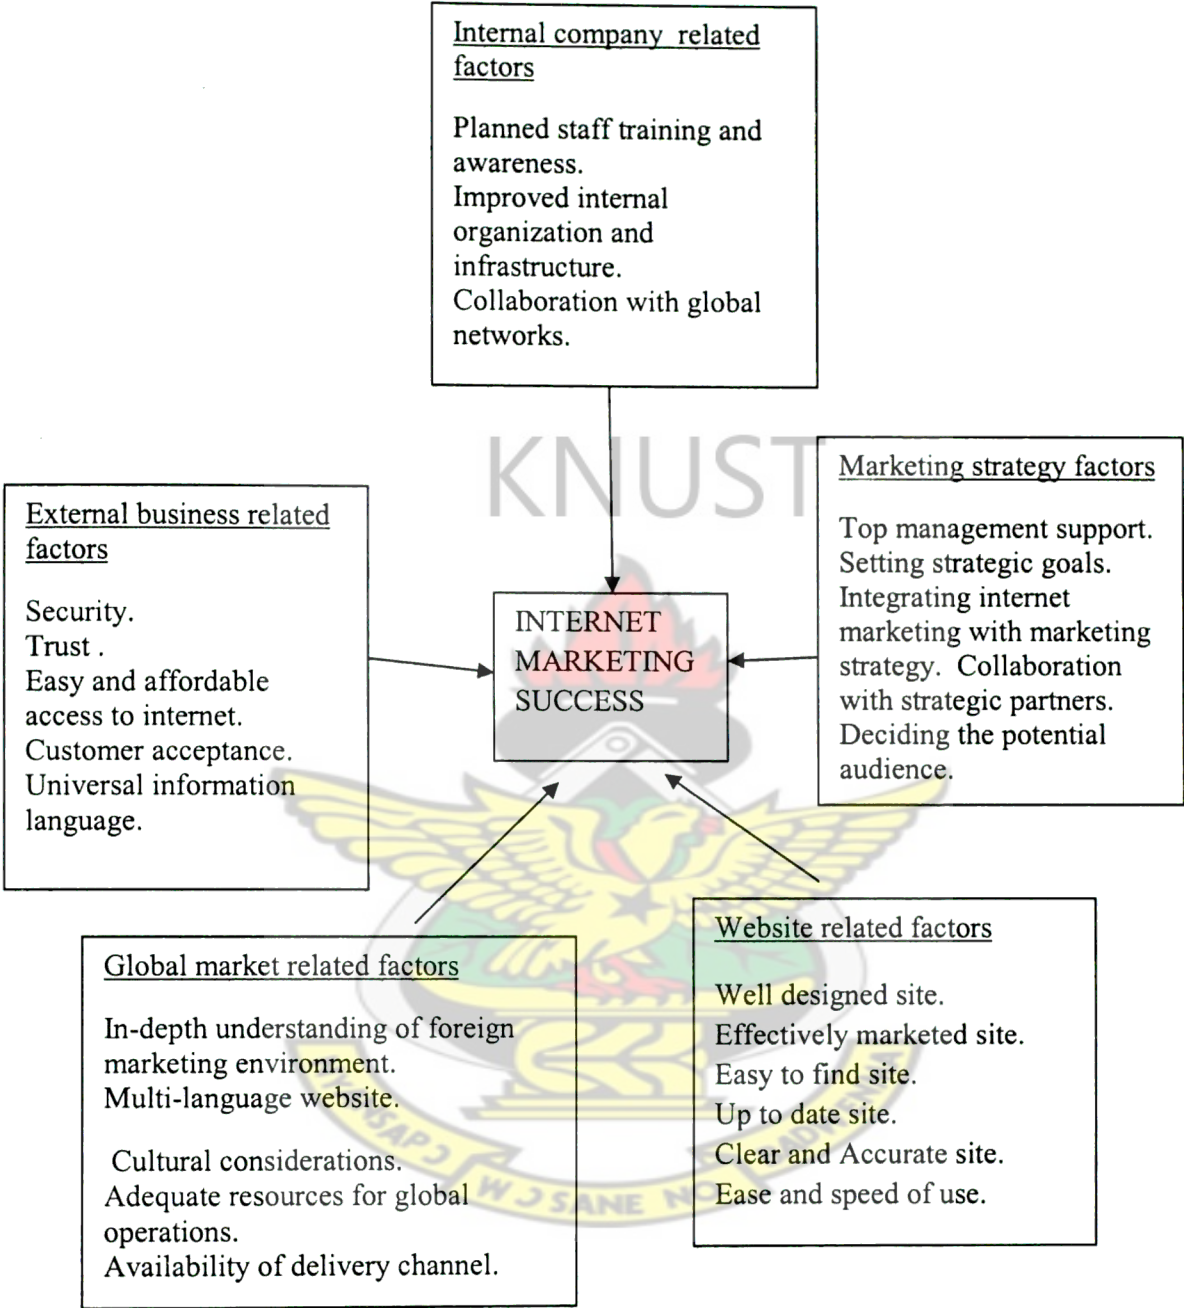 Internal company related
factors
Planned staff training and
awareness.
Improved internal
organization and
infrastructure.
Collaboration with global
networks.
KNUST
Marketing strategy factors
Top management support.
Setting strategic goals.
Integrating internet
marketing with marketing
strategy. Collaboration
with strategic partners.
Deciding the potential
audience.
External business related
factors
Security.
Trust .
Easy and affordable
access to internet.
Customer acceptance.
Universal information
language.
INTERNET
MARKETING
SUCCESS
Global market related factors
In-depth understanding of foreign
marketing environment.
Multi-language website.
Cultural considerations.
Adequate resources for global
operations.
Availability of delivery channel.
Website related factors
Well designed site.
Effectively marketed site.
Easy to find site.
Up to date site.
Clear and Accurate site.
Ease and speed of use.
W Ɔ SANE NO